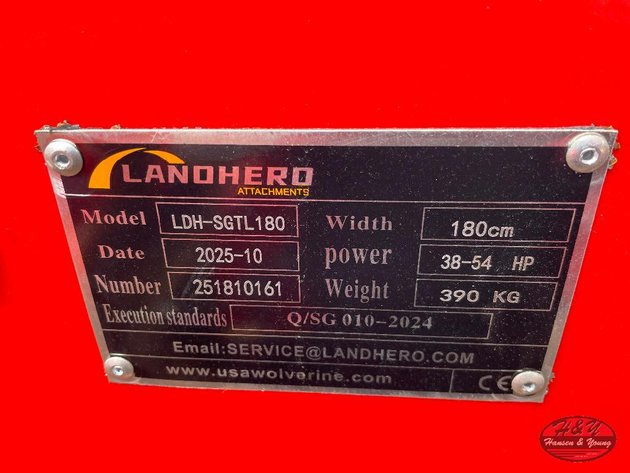 LANDHERO
ATTACHMENTS
Model LDH-SGTL180 Width 180cm
Date 2025-10 power 38-54 HP
Number 251810161 Weight 390 KG
Execution standards Q/SG 010-2024
Email:SERVICE@LANDHERO.COM
www.usawolverine.com CE
H&Y
Hansen & Young